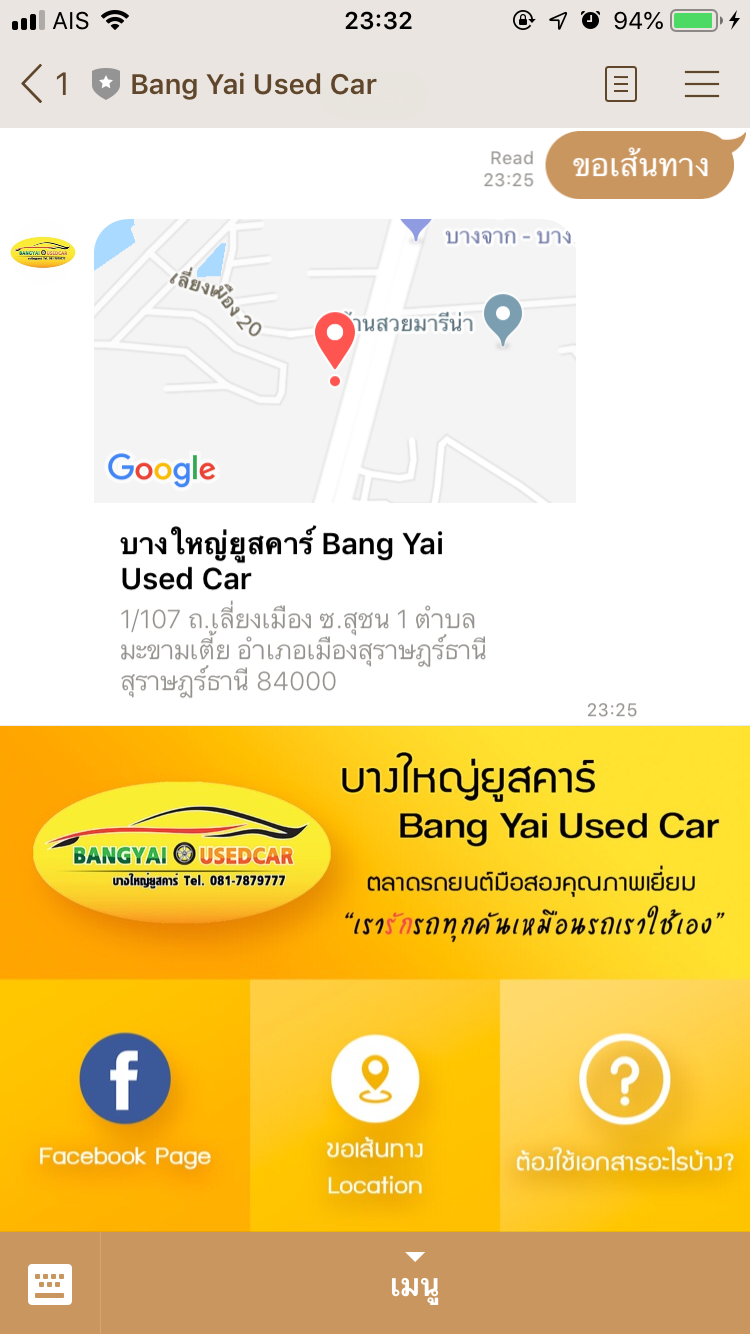 AIS
23:32
94%
1
Bang Yai Used Car
Read
23:25
ขอเส้นทาง
BANGYAI USEDCAR
บางจาก - บาง
เลี่ยงเมือง 20
้านสวยมารีน่า
Google
บางใหญ่ยูสคาร์ Bang Yai
Used Car
1/107 ถ.เลี่ยงเมือง ซ.สุชน 1 ตำบล
มะขามเตี้ย อำเภอเมืองสุราษฎร์ธานี
สุราษฎร์ธานี 84000
23:25
บางใหญ่ยูสคาร์
Bang Yai Used Car
BANGYAI USEDCAR
บางใหญ่ยูสคาร์ Tel. 081-7879777
ตลาดรถยนต์มือสองคุณภาพเยี่ยม
“เรารักรถทุกคันเหมือนรถเราใช้เอง”
f
Facebook Page
ขอเส้นทาง
Location
?
ต้องใช้เอกสารอะไรบ้าง?
เมนู